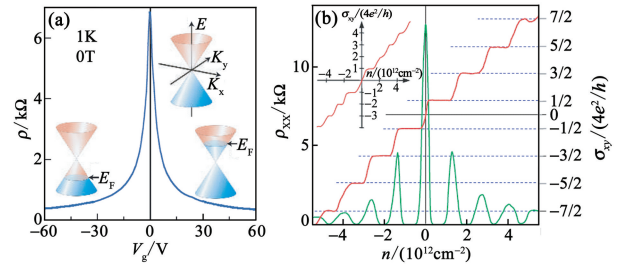 (a)
1K
0T
E
K_y
K_x
E_F
E_F
ρ/kΩ
6
4
2
0
-60
-30
0
30
60
V_g/V
(b)
σ_xy/(4e²/h)
4
3
2
1
-1
-2
-3
-4
-2
2
4
n/(10¹²cm⁻²)
ρ_XX/kΩ
10
5
0
-4
-2
0
2
4
n/(10¹²cm⁻²)
7/2
5/2
3/2
1/2
0
-1/2
-3/2
-5/2
-7/2
σ_xy/(4e²/h)